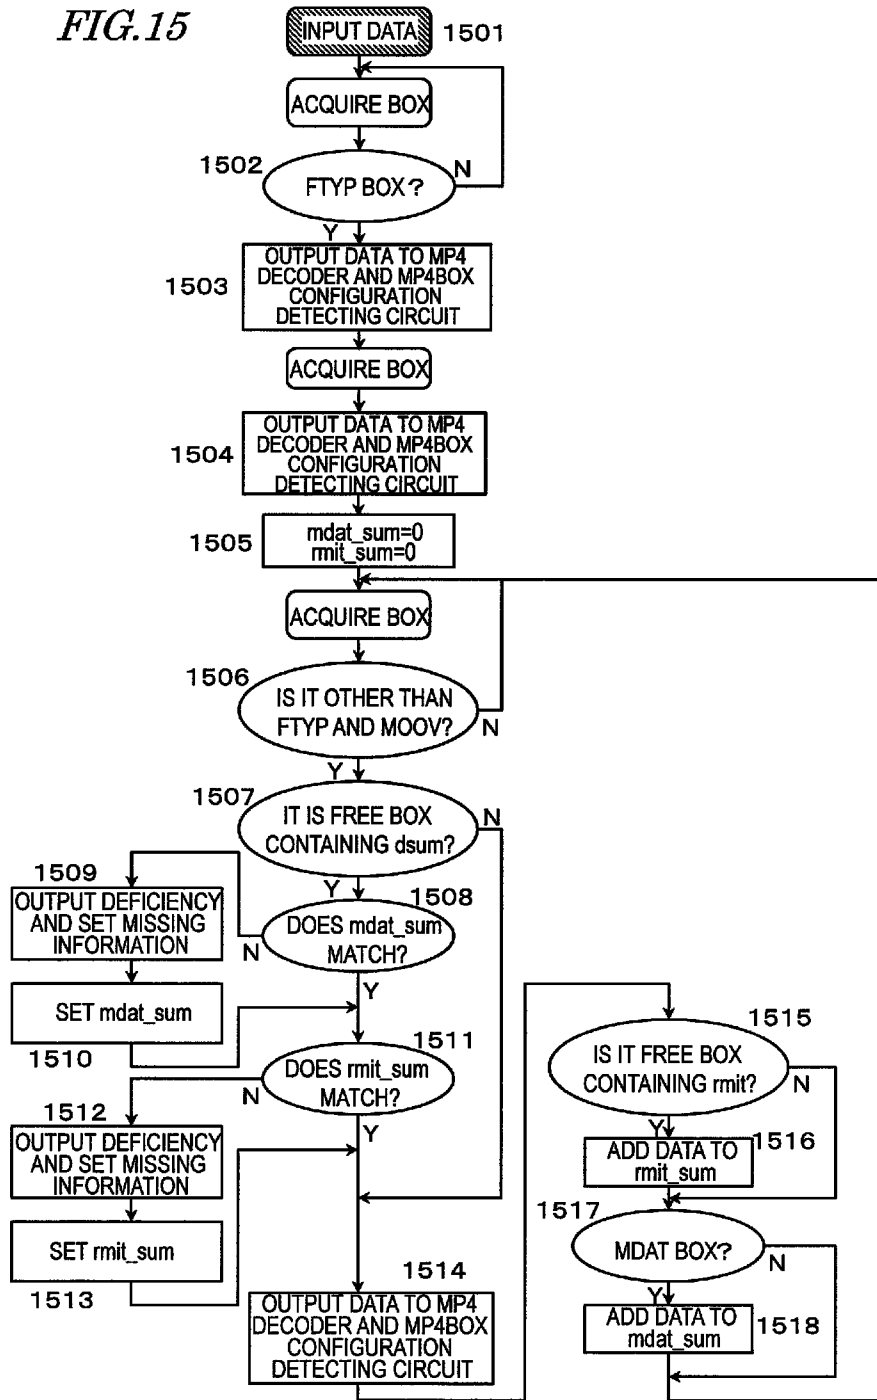 FIG.15
INPUT DATA
1501
ACQUIRE BOX
1502
FTYP BOX?
N
Y
1503
OUTPUT DATA TO MP4
DECODER AND MP4BOX
CONFIGURATION
DETECTING CIRCUIT
ACQUIRE BOX
1504
OUTPUT DATA TO MP4
DECODER AND MP4BOX
CONFIGURATION
DETECTING CIRCUIT
1505
mdat_sum=0
rmit_sum=0
ACQUIRE BOX
1506
IS IT OTHER THAN
FTYP AND MOOV?
N
Y
1507
IT IS FREE BOX
CONTAINING dsum?
N
Y
1508
DOES mdat_sum
MATCH?
N
Y
1509
OUTPUT DEFICIENCY
AND SET MISSING
INFORMATION
SET mdat_sum
1510
1511
DOES rmit_sum
MATCH?
N
Y
1512
OUTPUT DEFICIENCY
AND SET MISSING
INFORMATION
SET rmit_sum
1513
1514
OUTPUT DATA TO MP4
DECODER AND MP4BOX
CONFIGURATION
DETECTING CIRCUIT
1515
IS IT FREE BOX
CONTAINING rmit?
N
Y
1516
ADD DATA TO
rmit_sum
1517
MDAT BOX?
N
Y
ADD DATA TO
mdat_sum
1518